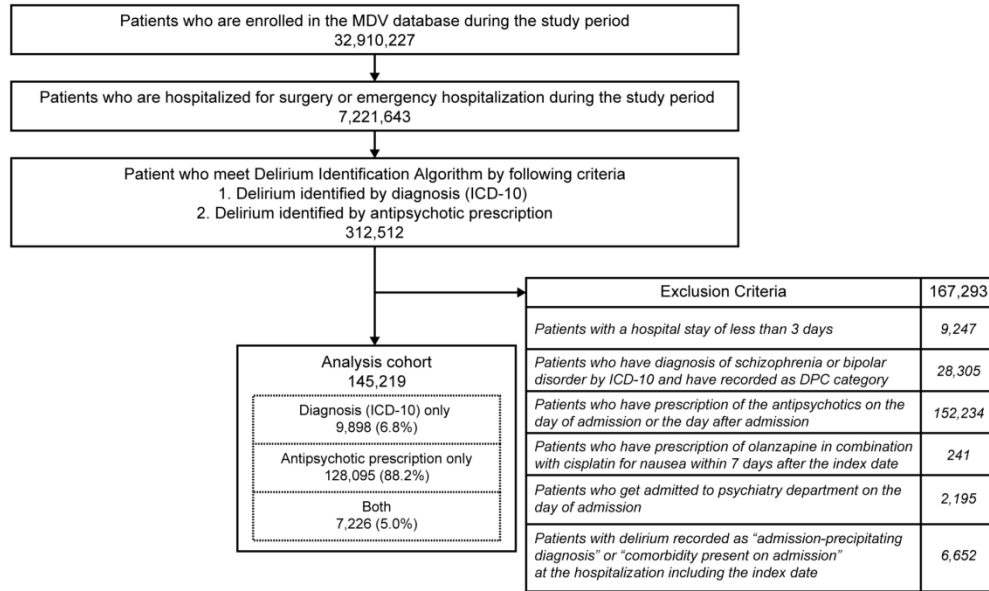 Patients who are enrolled in the MDV database during the study period
32,910,227
Patients who are hospitalized for surgery or emergency hospitalization during the study period
7,221,643
Patient who meet Delirium Identification Algorithm by following criteria
1. Delirium identified by diagnosis (ICD-10)
2. Delirium identified by antipsychotic prescription
312,512
Exclusion Criteria 167,293
Patients with a hospital stay of less than 3 days 9,247
Patients who have diagnosis of schizophrenia or bipolar
disorder by ICD-10 and have recorded as DPC category 28,305
Patients who have prescription of the antipsychotics on the
day of admission or the day after admission 152,234
Patients who have prescription of olanzapine in combination
with cisplatin for nausea within 7 days after the index date 241
Patients who get admitted to psychiatry department on the
day of admission 2,195
Patients with delirium recorded as “admission-precipitating
diagnosis” or “comorbidity present on admission”
at the hospitalization including the index date 6,652
Analysis cohort
145,219
Diagnosis (ICD-10) only
9,898 (6.8%)
Antipsychotic prescription only
128,095 (88.2%)
Both
7,226 (5.0%)